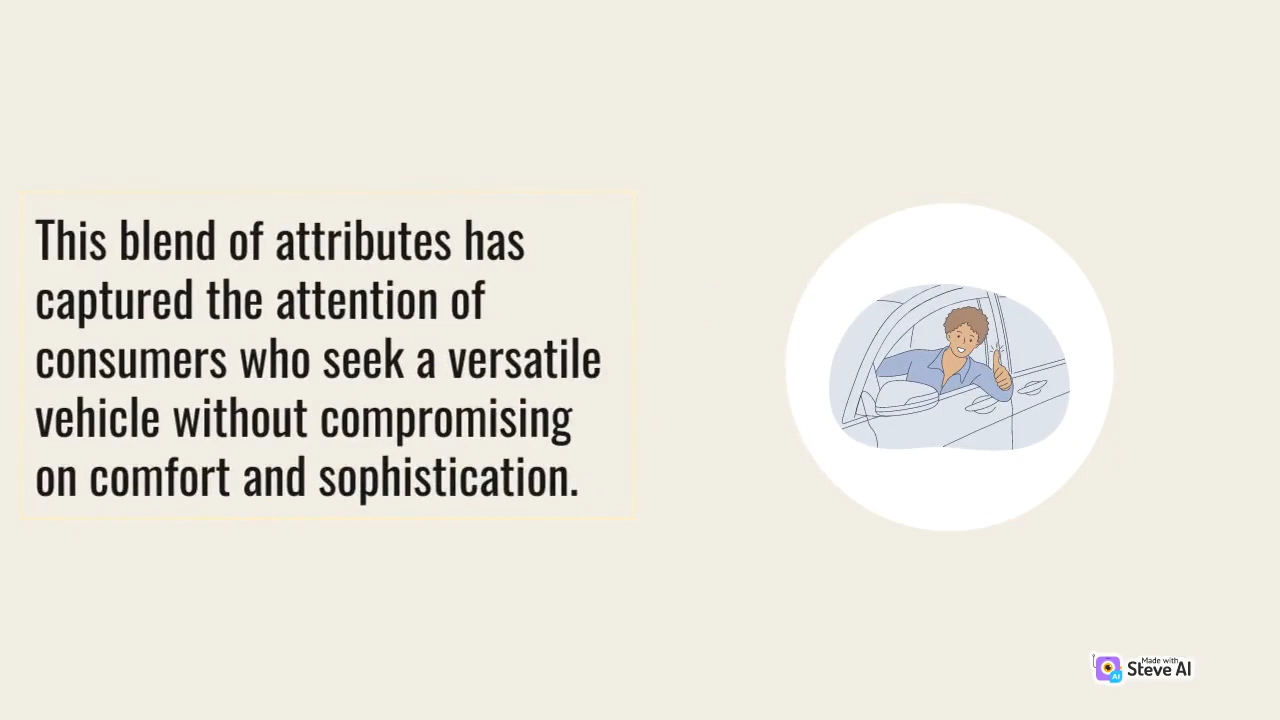 This blend of attributes has
captured the attention of
consumers who seek a versatile
vehicle without compromising
on comfort and sophistication.
Made with
Steve AI
AI